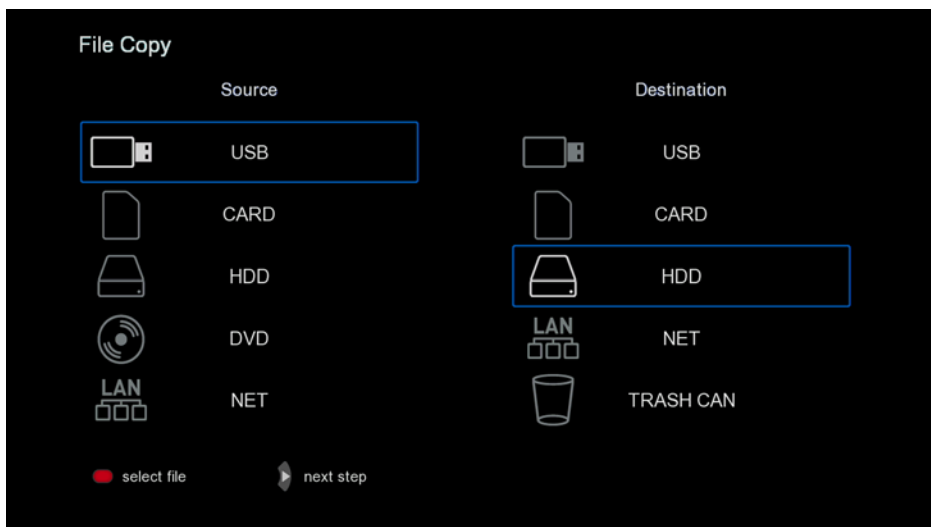 File Copy
Source Destination
USB USB
CARD CARD
HDD HDD
DVD LAN NET
LAN NET TRASH CAN
select file next step